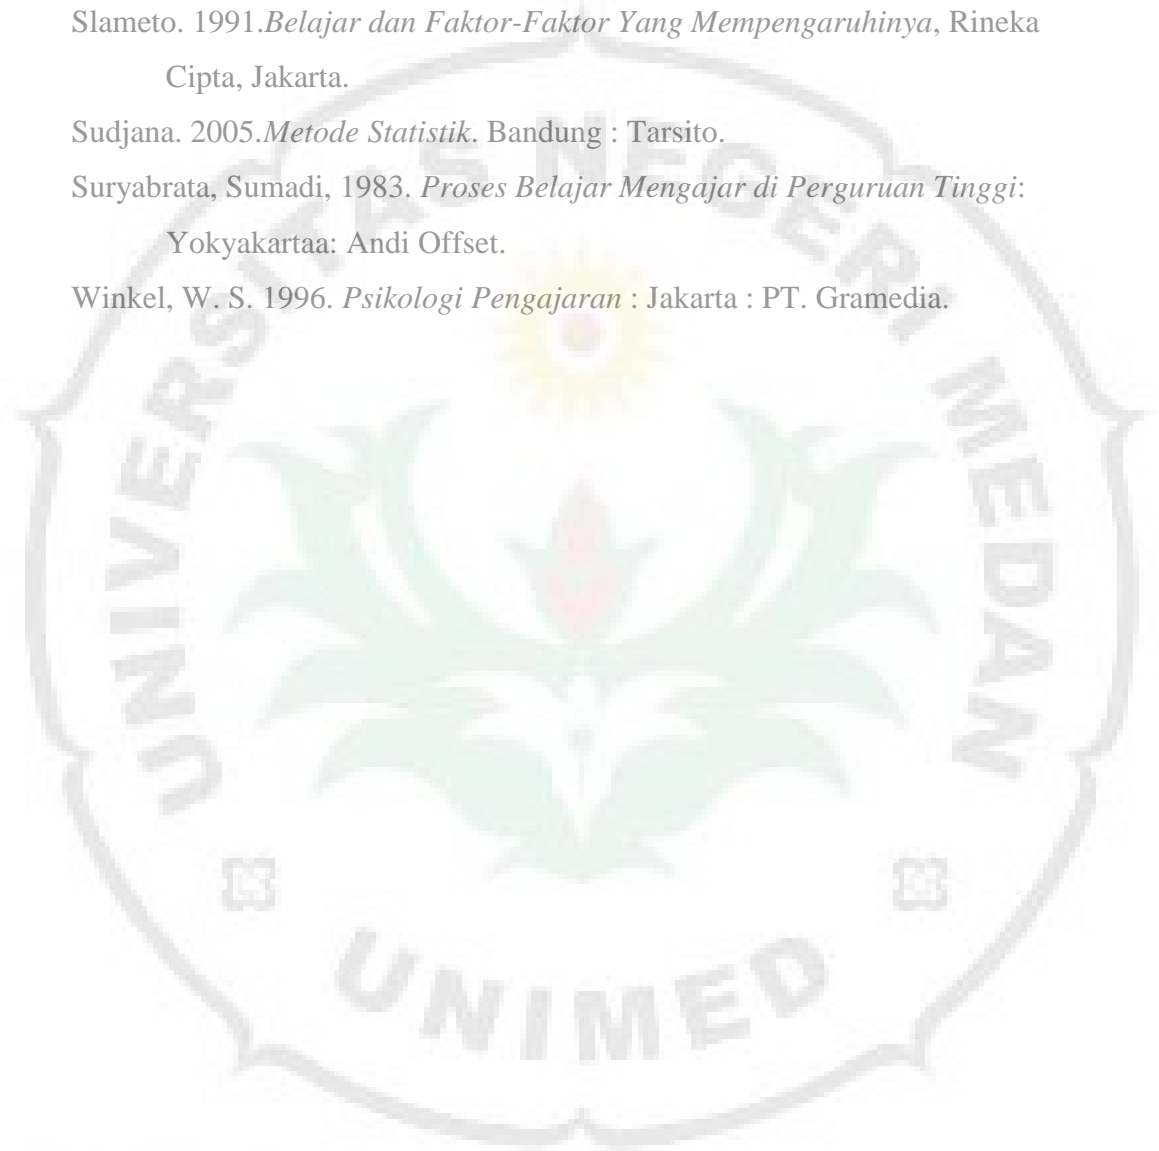 Slameto. 1991.Belajar dan Faktor-Faktor Yang Mempengaruhinya, Rineka
Cipta, Jakarta.
Sudjana. 2005.Metode Statistik. Bandung : Tarsito.
Suryabrata, Sumadi, 1983. Proses Belajar Mengajar di Perguruan Tinggi:
Yokyakartaa: Andi Offset.
Winkel, W. S. 1996. Psikologi Pengajaran : Jakarta : PT. Gramedia.
UNIVERSITAS NEGERI MEDAN
UNIMED